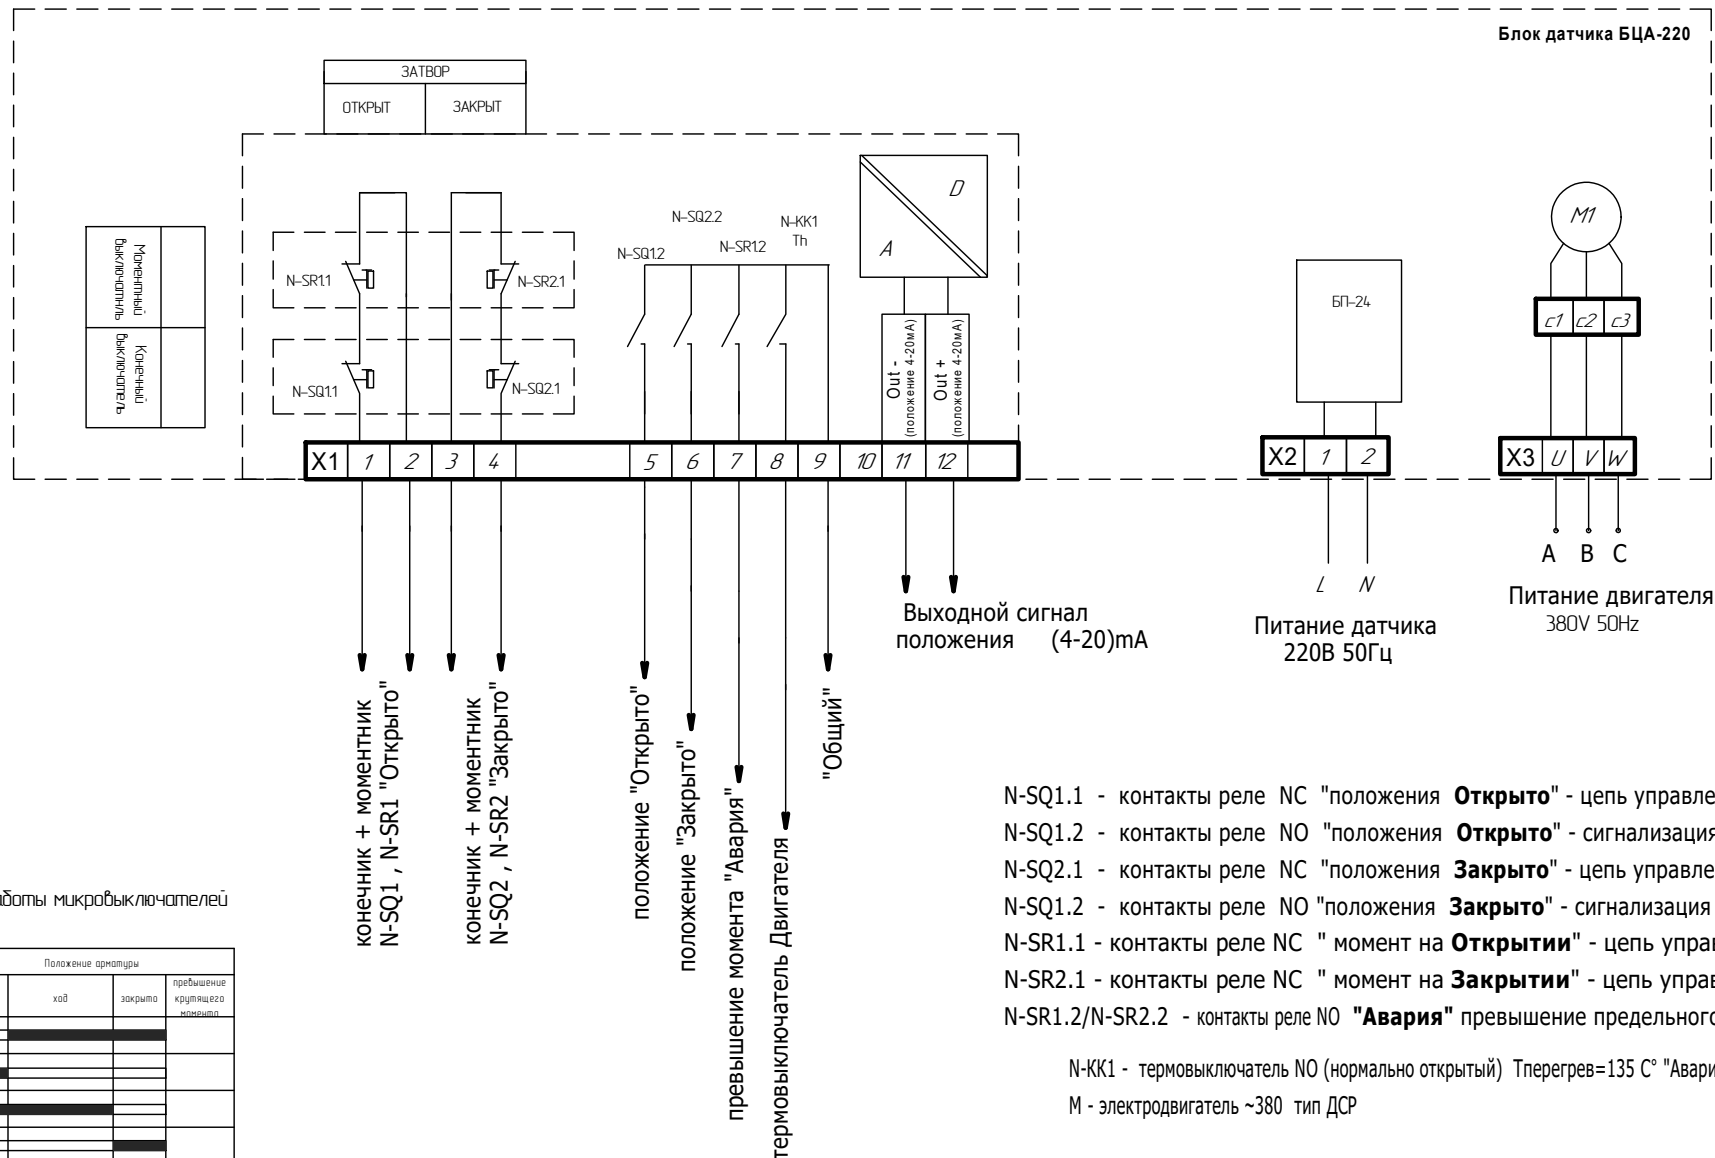 Блок датчика БЦА-220
ЗАТВОР
ОТКРЫТ
ЗАКРЫТ
Моментный
выключатнль
Конечный
выключатель
N-SR1.1
N-SR2.1
N-SQ1.1
N-SQ2.1
N-SQ1.2
N-SQ2.2
N-SR1.2
N-KK1
Th
D
A
Out -
(положение 4-20мА)
Out +
(положение 4-20мА)
БП-24
M1
c1 c2 c3
X1 1 2 3 4 5 6 7 8 9 10 11 12
X2 1 2
X3 U V W
L N
A B C
Выходной сигнал
положения (4-20)mA
Питание датчика
220В 50Гц
Питание двигателя
380V 50Hz
конечник + моментник
N-SQ1 , N-SR1 "Открыто"
конечник + моментник
N-SQ2 , N-SR2 "Закрыто"
положение "Открыто"
положение "Закрыто"
превышение момента "Авария"
термовыключатель Двигателя
"Общий"
N-SQ1.1 - контакты реле NC "положения Открыто" - цепь управле
N-SQ1.2 - контакты реле NO "положения Открыто" - сигнализация
N-SQ2.1 - контакты реле NC "положения Закрыто" - цепь управле
N-SQ1.2 - контакты реле NO "положения Закрыто" - сигнализация
N-SR1.1 - контакты реле NC " момент на Открытии" - цепь управ
N-SR2.1 - контакты реле NC " момент на Закрытии" - цепь управ
N-SR1.2/N-SR2.2 - контакты реле NO "Авария" превышение предельного
N-КК1 - термовыключатель NO (нормально открытый) Тперегрев=135 С° "Авари
М - электродвигатель ~380 тип ДСР
аботы микровыключателей
Положение арматуры
ход
закрыто
превышение
крутящего
момента